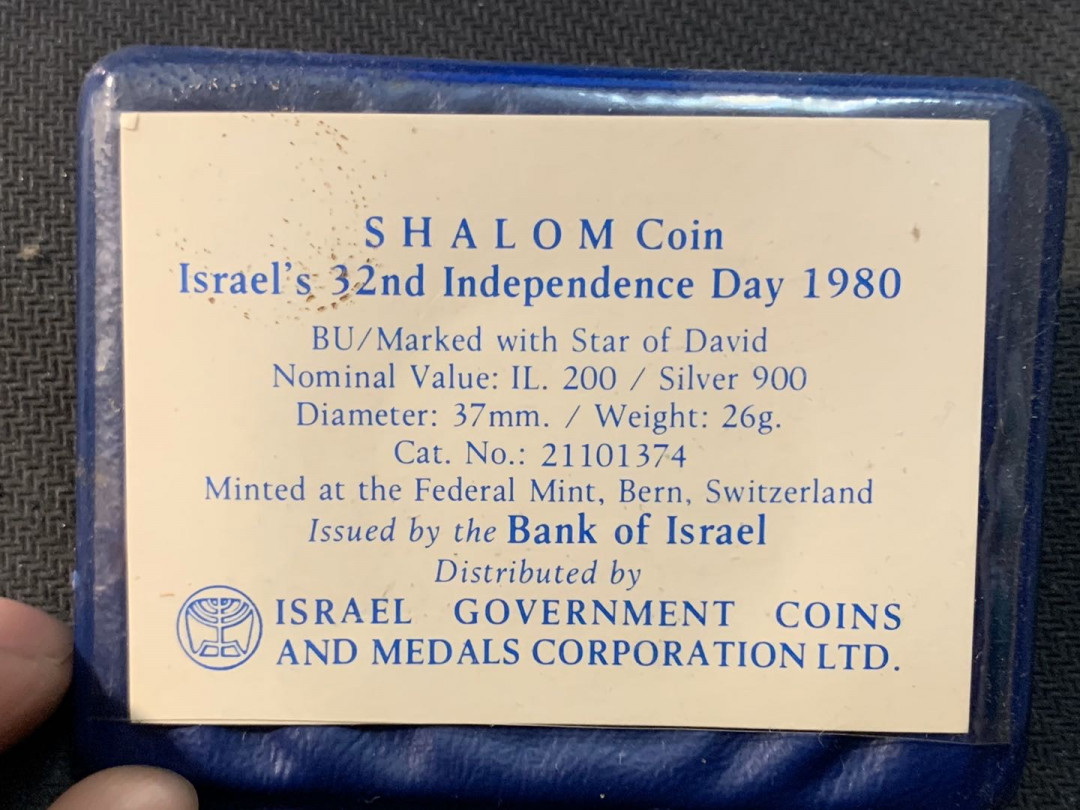 SHALOM Coin
Israel's 32nd Independence Day 1980
BU/Marked with Star of David
Nominal Value: IL. 200 / Silver 900
Diameter: 37mm. / Weight: 26g.
Cat. No.: 21101374
Minted at the Federal Mint, Bern, Switzerland
Issued by the Bank of Israel
Distributed by
ISRAEL GOVERNMENT COINS
AND MEDALS CORPORATION LTD.